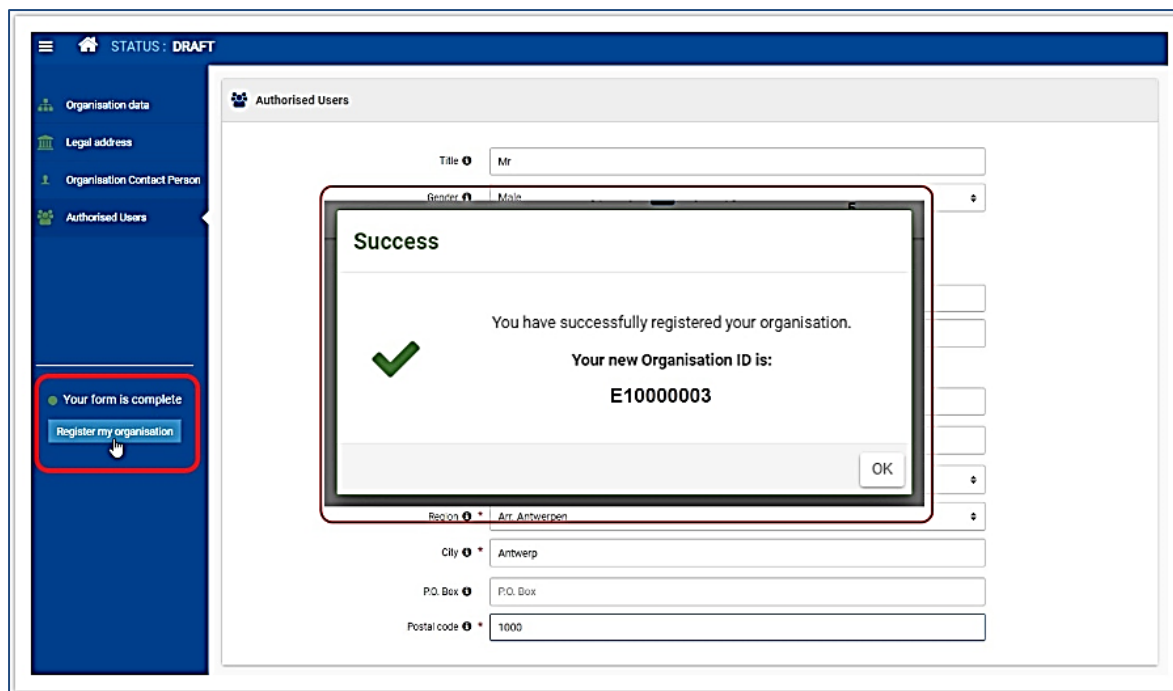 STATUS : DRAFT
Organisation data
Legal address
Organisation Contact Person
Authorised Users
Your form is complete
Register my organisation
Authorised Users
Title
Mr
Gender
Male
Success
You have successfully registered your organisation.
Your new Organisation ID is:
E10000003
OK
Region *
Arr. Antwerpen
City *
Antwerp
P.O. Box
P.O. Box
Postal code *
1000